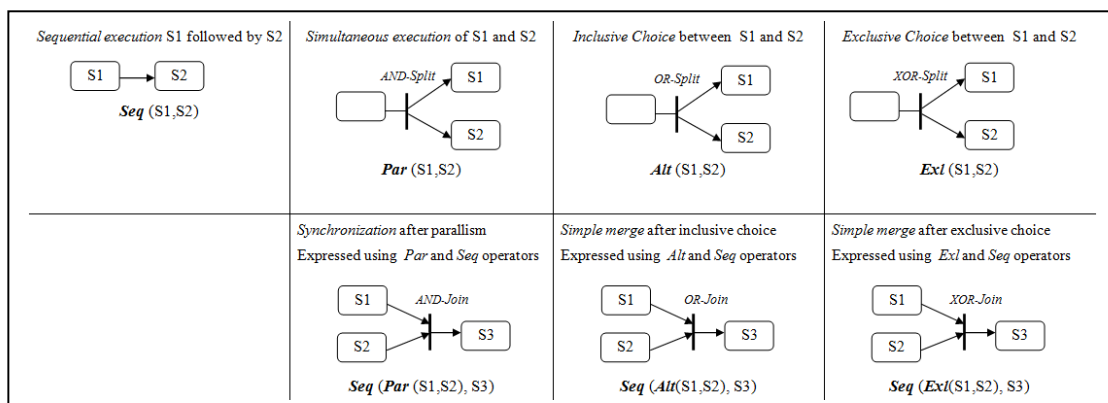 Sequential execution S1 followed by S2
S1
S2
Seq (S1,S2)
Simultaneous execution of S1 and S2
AND-Split
S1
S2
Par (S1,S2)
Inclusive Choice between S1 and S2
OR-Split
S1
S2
Alt (S1,S2)
Exclusive Choice between S1 and S2
XOR-Split
S1
S2
Exl (S1,S2)
Synchronization after parallism
Expressed using Par and Seq operators
S1
AND-Join
S2
S3
Seq (Par (S1,S2), S3)
Simple merge after inclusive choice
Expressed using Alt and Seq operators
S1
OR-Join
S2
S3
Seq (Alt(S1,S2), S3)
Simple merge after exclusive choice
Expressed using Exl and Seq operators
S1
XOR-Join
S2
S3
Seq (Exl(S1,S2), S3)